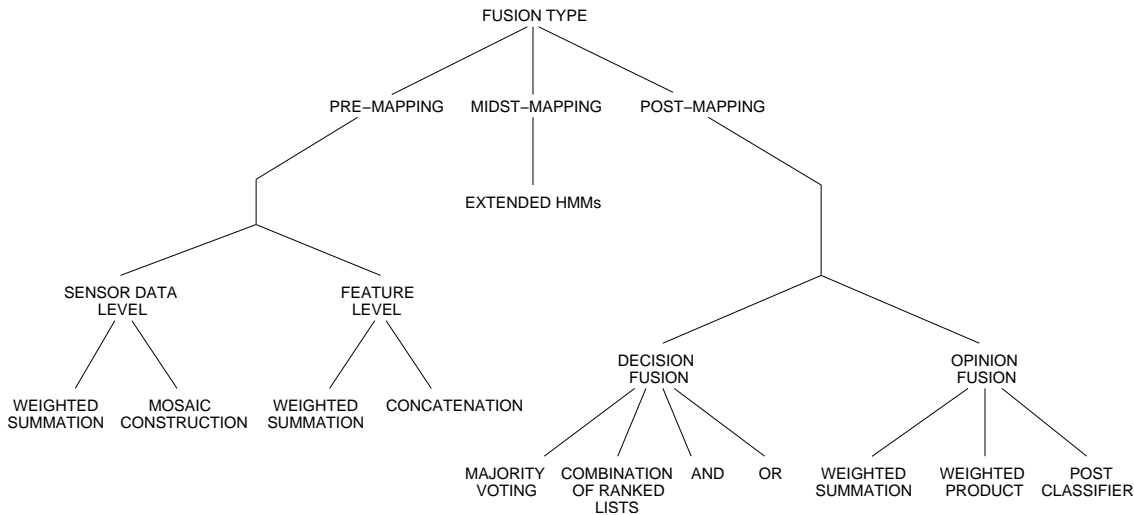 FUSION TYPE
PRE−MAPPING
MIDST−MAPPING
POST−MAPPING
EXTENDED HMMs
SENSOR DATA
LEVEL
FEATURE
LEVEL
WEIGHTED
SUMMATION
MOSAIC
CONSTRUCTION
WEIGHTED
SUMMATION
CONCATENATION
DECISION
FUSION
OPINION
FUSION
MAJORITY
VOTING
COMBINATION
OF RANKED
LISTS
AND
OR
WEIGHTED
SUMMATION
WEIGHTED
PRODUCT
POST
CLASSIFIER